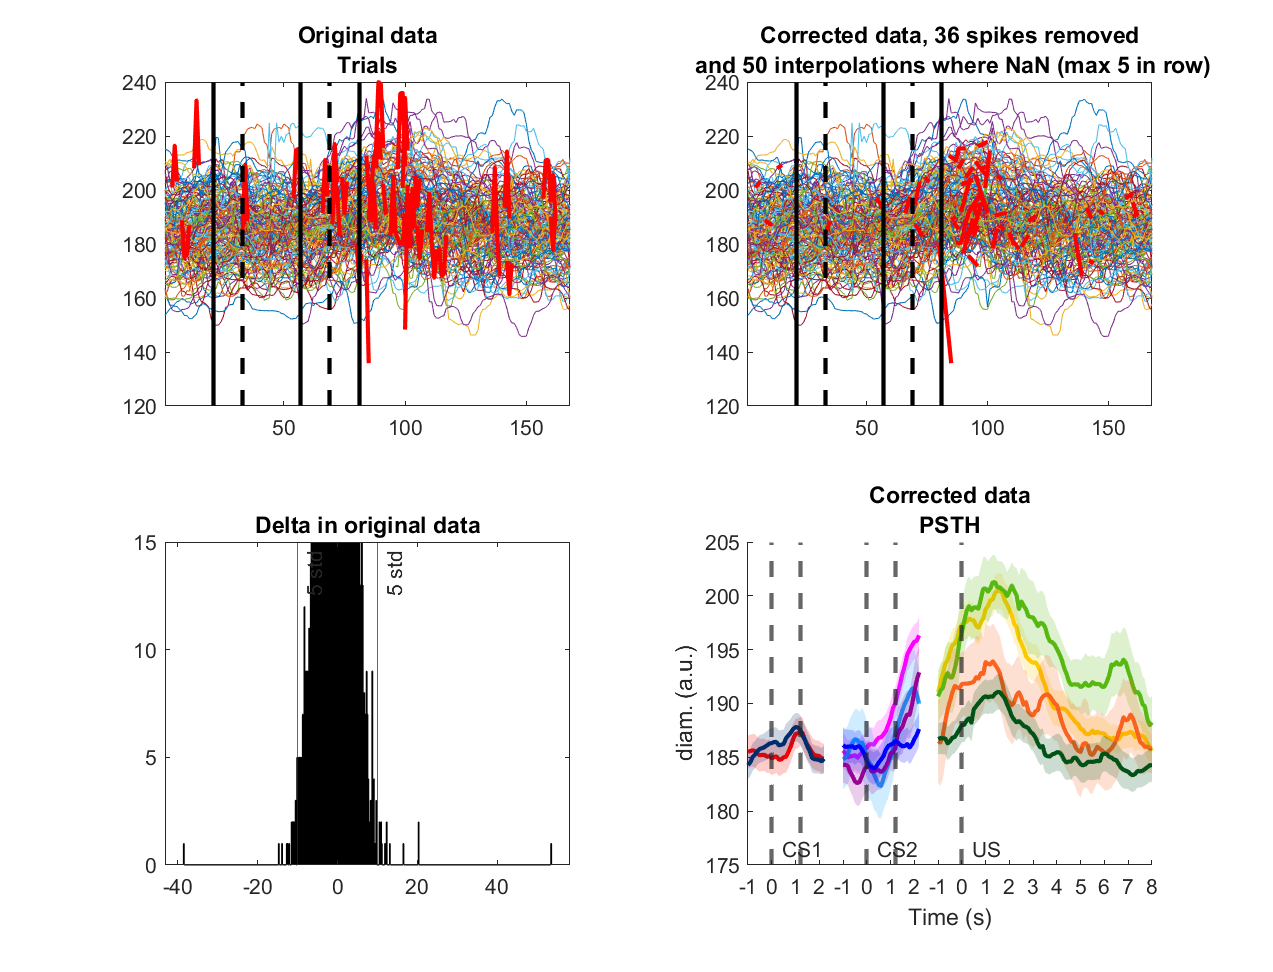 Original data
Trials
240
220
200
180
160
140
120
50
100
150
Corrected data, 36 spikes removed
and 50 interpolations where NaN (max 5 in row)
240
220
200
180
160
140
120
50
100
150
Delta in original data
15
10
5
0
5 std
5 std
-40
-20
0
20
40
Corrected data
PSTH
205
200
195
190
185
180
175
diam. (a.u.)
CS1
CS2
US
-1 0 1 2 -1 0 1 2 -1 0 1 2 3 4 5 6 7 8
Time (s)